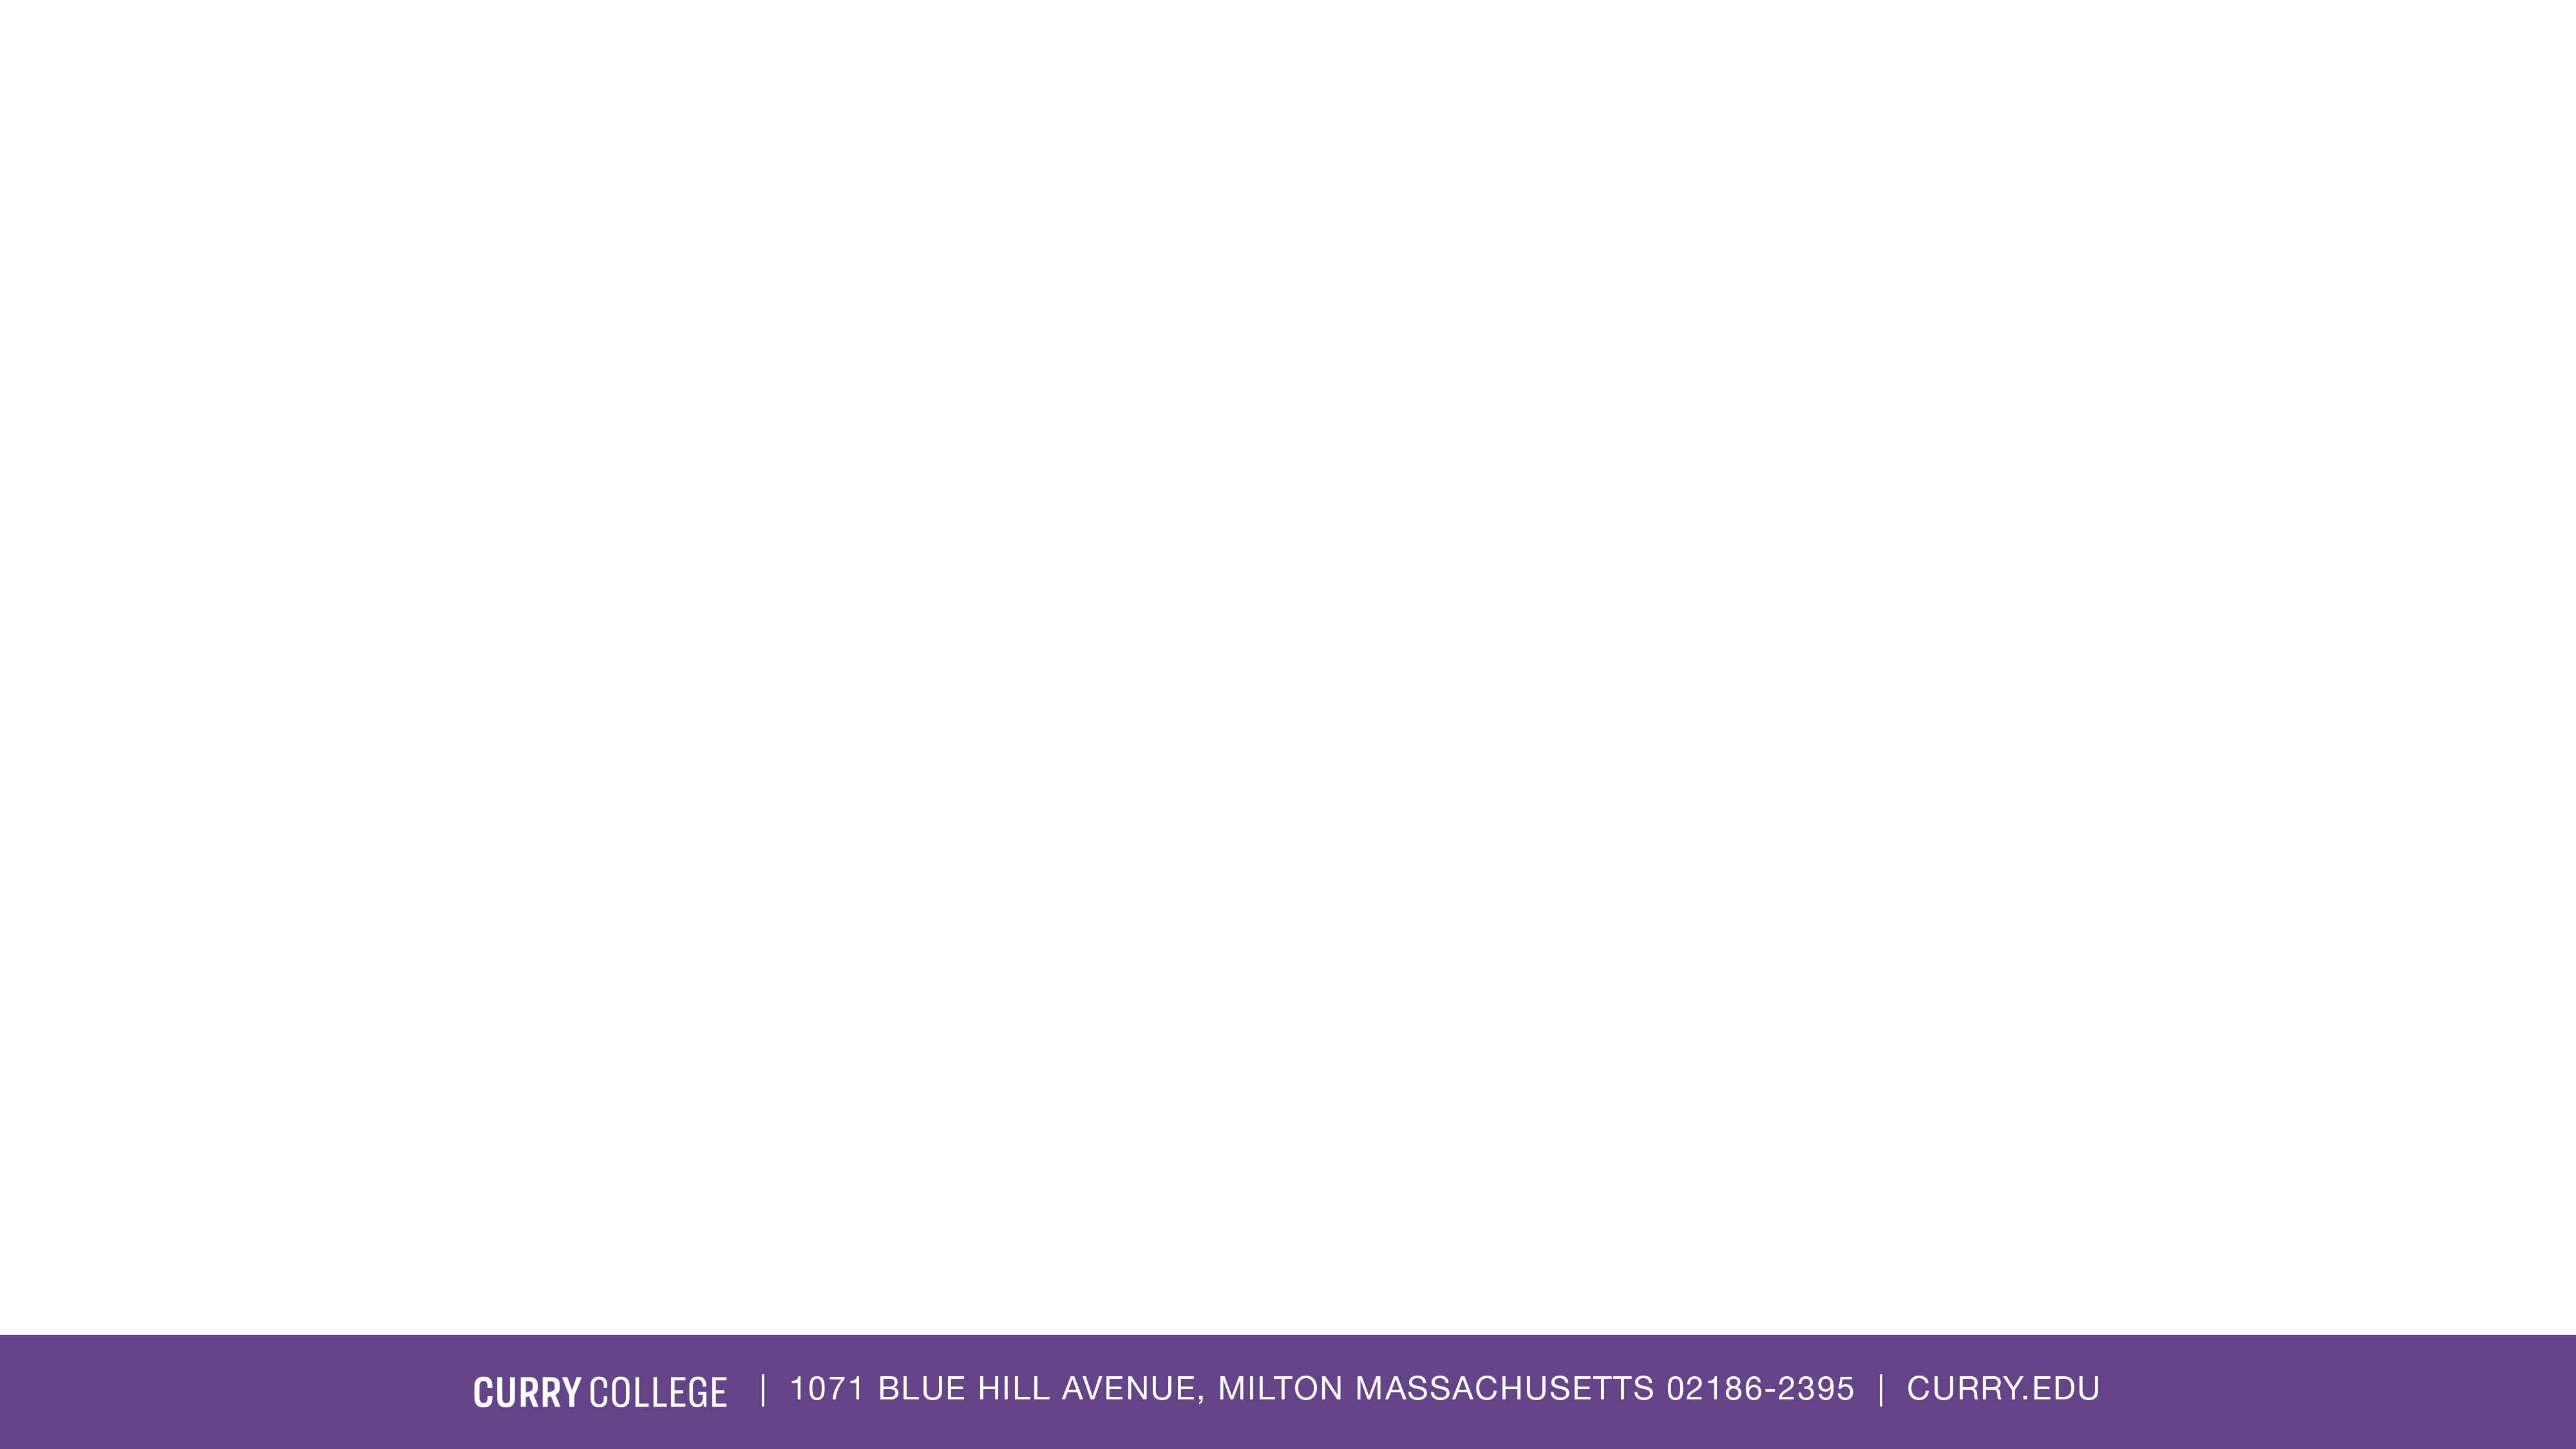 CURRY COLLEGE | 1071 BLUE HILL AVENUE, MILTON MASSACHUSETTS 02186-2395 | CURRY.EDU